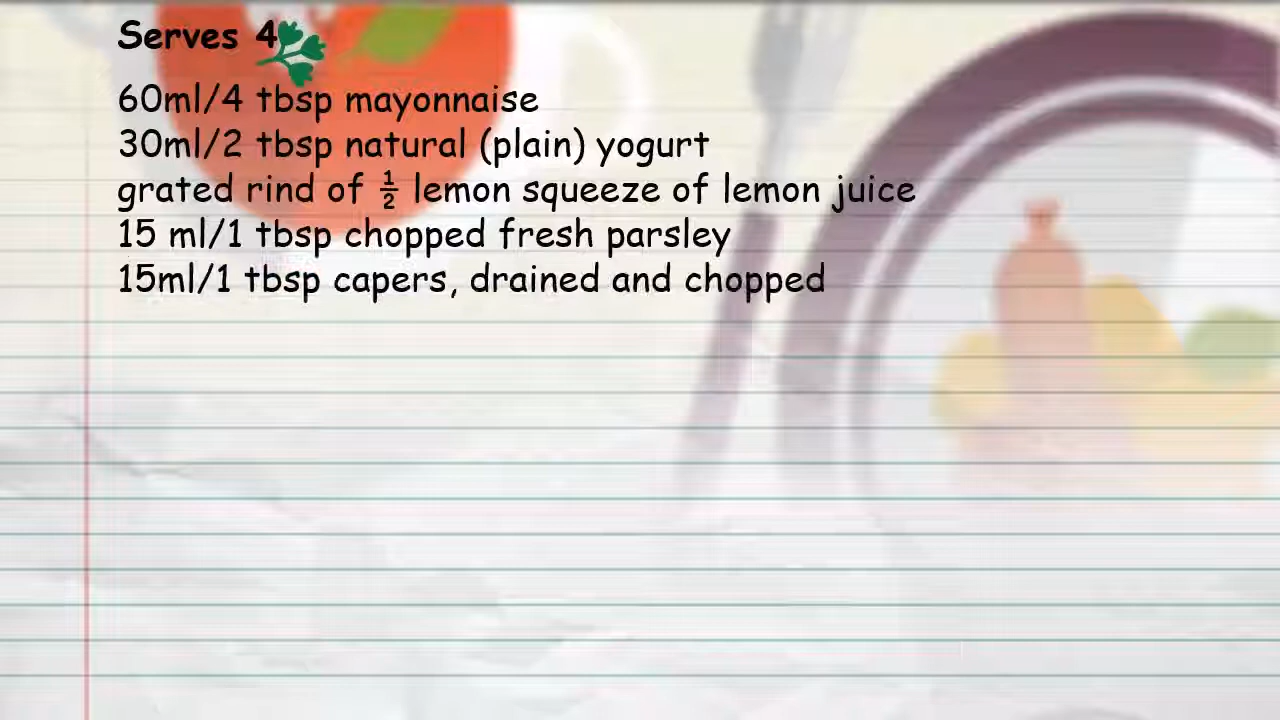 Serves 4
60ml/4 tbsp mayonnaise
30ml/2 tbsp natural (plain) yogurt
grated rind of ½ lemon squeeze of lemon juice
15 ml/1 tbsp chopped fresh parsley
15ml/1 tbsp capers, drained and chopped